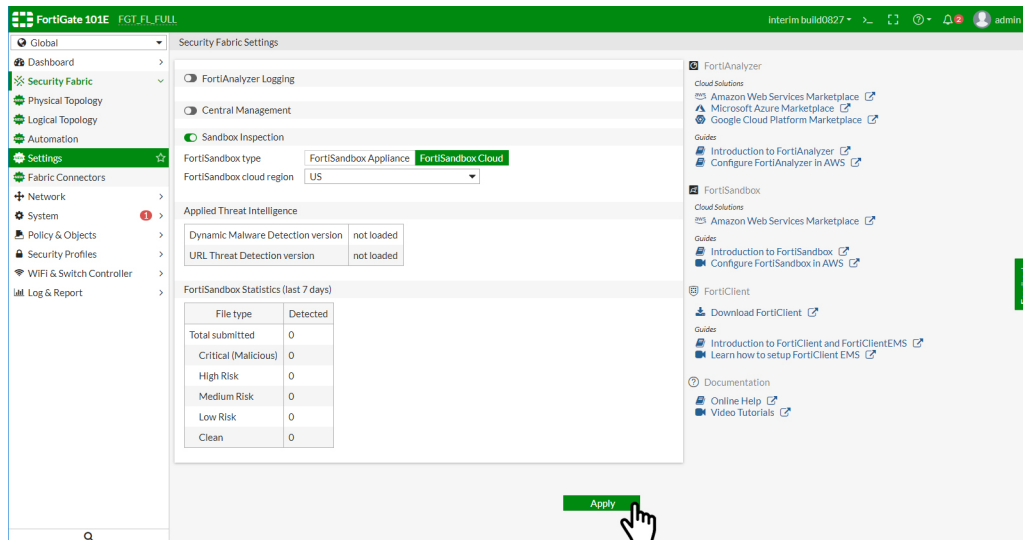 FortiGate 101E FGT_FL_FULL
interim build0827 >_ 2 admin
Global
Dashboard
Security Fabric
Physical Topology
Logical Topology
Automation
Settings
Fabric Connectors
Network
System 1
Policy & Objects
Security Profiles
WiFi & Switch Controller
Log & Report
Security Fabric Settings
FortiAnalyzer Logging
Central Management
Sandbox Inspection
FortiSandbox type FortiSandbox Appliance FortiSandbox Cloud
FortiSandbox cloud region US
Applied Threat Intelligence
Dynamic Malware Detection version not loaded
URL Threat Detection version not loaded
FortiSandbox Statistics (last 7 days)
File type Detected
Total submitted 0
Critical (Malicious) 0
High Risk 0
Medium Risk 0
Low Risk 0
Clean 0
Apply
FortiAnalyzer
Cloud Solutions
Amazon Web Services Marketplace
Microsoft Azure Marketplace
Google Cloud Platform Marketplace
Guides
Introduction to FortiAnalyzer
Configure FortiAnalyzer in AWS
FortiSandbox
Cloud Solutions
Amazon Web Services Marketplace
Guides
Introduction to FortiSandbox
Configure FortiSandbox in AWS
FortiClient
Download FortiClient
Guides
Introduction to FortiClient and FortiClientEMS
Learn how to setup FortiClient EMS
Documentation
Online Help
Video Tutorials